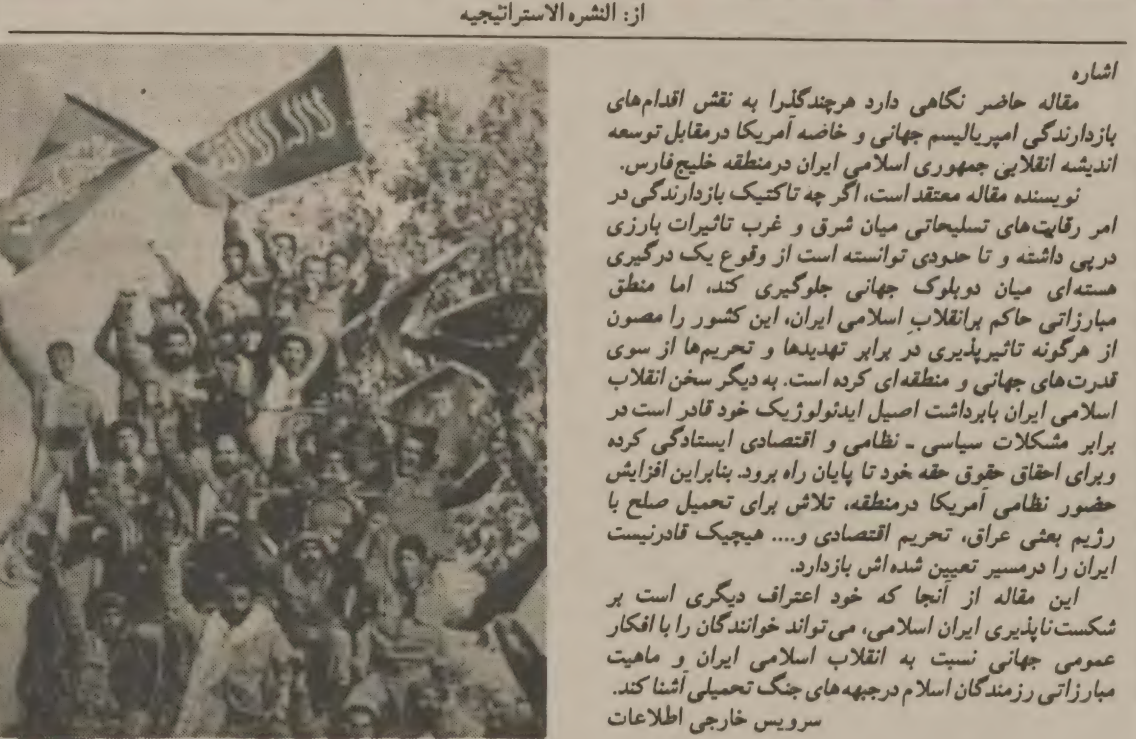 از: النشره الاستراتیجیه
اشاره
مقاله حاضر نگاهی دارد هرچندگذرا به نقش اقدام‌های
بازدارندگی امپریالیسم جهانی و خاصه آمریکا درمقابل توسعه
اندیشه انقلابی جمهوری اسلامی ایران درمنطقه خلیج‌فارس.
نویسنده مقاله معتقد است، اگر چه تاکتیک بازدارندگی در
امر رقابت‌های تسلیحاتی میان شرق و غرب تاثیرات بارزی
درپی داشته و تا حدودی توانسته است از وقوع یک درگیری
هسته‌ای میان دوبلوک جهانی جلوگیری کند، اما منطق
مبارزاتی حاکم برانقلاب اسلامی ایران، این کشور را مصون
از هرگونه تاثیرپذیری در برابر تهدیدها و تحریم‌ها از سوی
قدرت‌های جهانی و منطقه‌ای کرده است. به دیگر سخن انقلاب
اسلامی ایران بابرداشت اصیل ایدئولوژیک خود قادر است در
برابر مشکلات سیاسی ـ نظامی و اقتصادی ایستادگی کرده
وبرای احقاق حقوق حقه خود تا پایان راه برود. بنابراین افزایش
حضور نظامی آمریکا درمنطقه، تلاش برای تحمیل صلح با
رژیم بعثی عراق، تحریم اقتصادی و.... هیچیک قادرنیست
ایران را درمسیر تعیین شده‌اش بازدارد.
این مقاله از آنجا که خود اعتراف دیگری است بر
شکست‌ناپذیری ایران اسلامی، می‌تواند خوانندگان را با افکار
عمومی جهانی نسبت به انقلاب اسلامی ایران و ماهیت
مبارزاتی رزمندگان اسلام درجبهه‌های جنگ تحمیلی آشنا کند.
سرویس خارجی اطلاعات